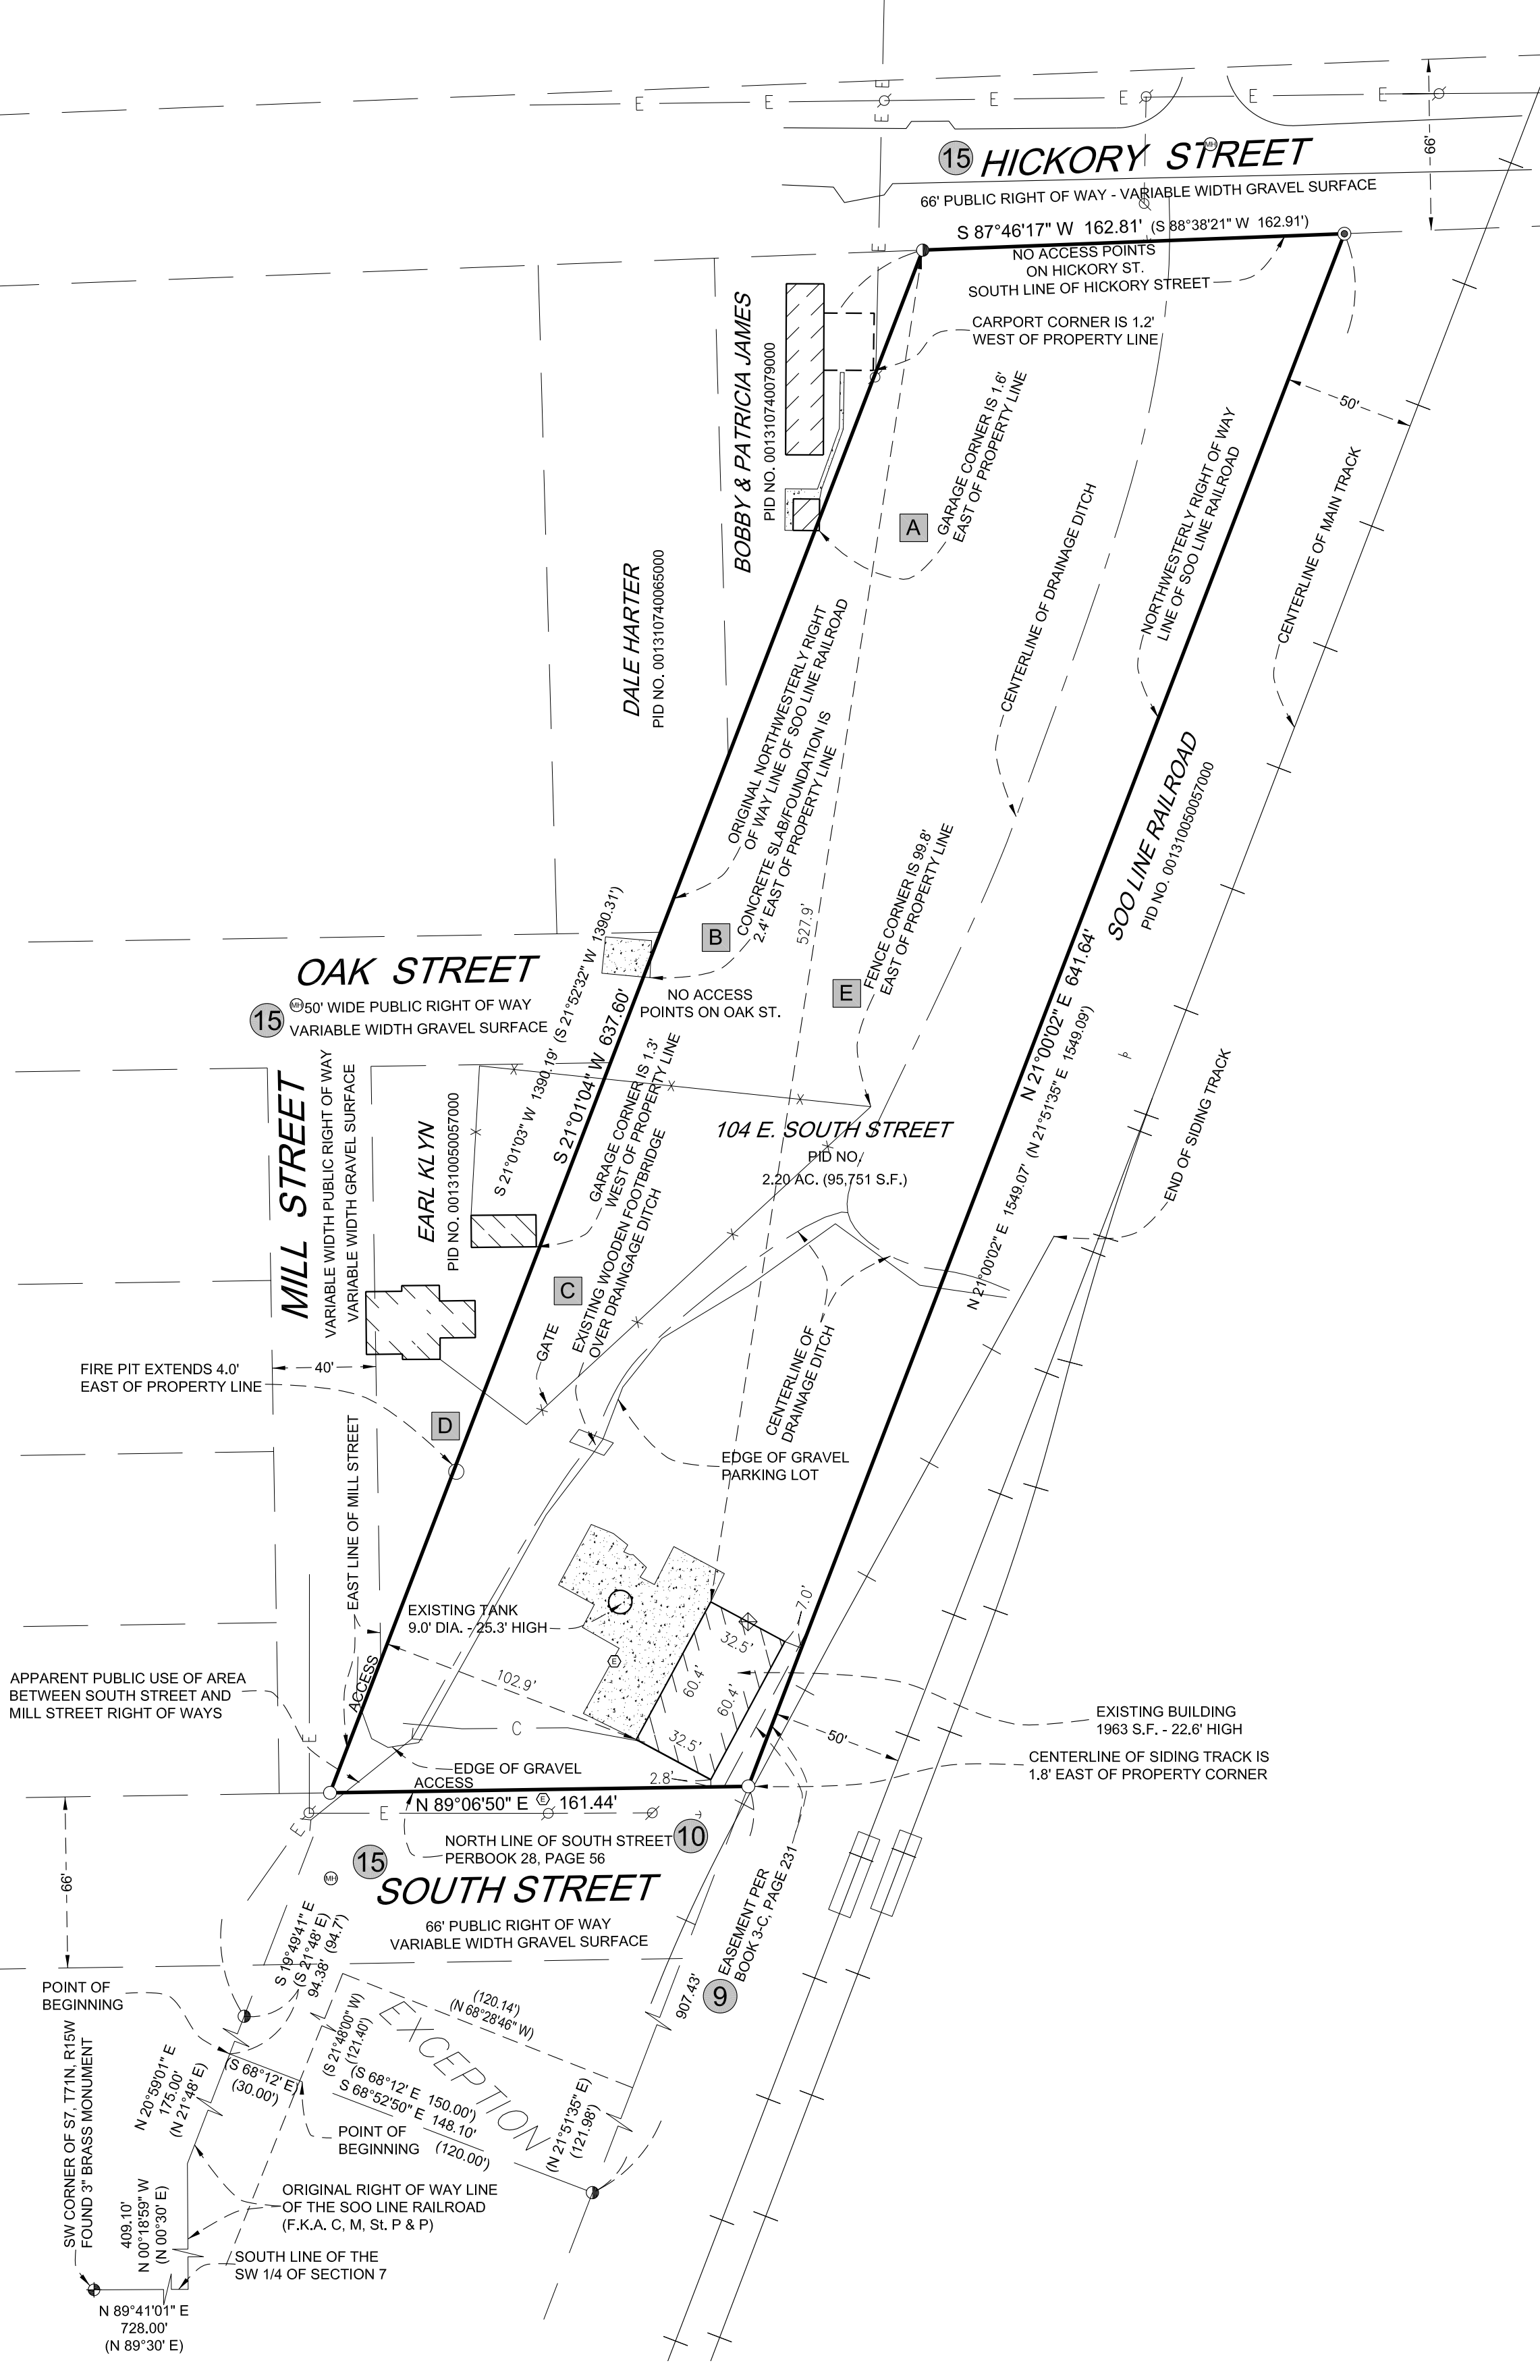 E E E E E E
E
E
15 HICKORY STREET
MH
66'
66' PUBLIC RIGHT OF WAY - VARIABLE WIDTH GRAVEL SURFACE
S 87°46'17" W 162.81' (S 88°38'21" W 162.91')
E
NO ACCESS POINTS
ON HICKORY ST.
SOUTH LINE OF HICKORY STREET
CARPORT CORNER IS 1.2'
WEST OF PROPERTY LINE
BOBBY & PATRICIA JAMES
PID NO. 001310740079000
50'
A
GARAGE CORNER IS 1.6'
EAST OF PROPERTY LINE
NORTHWESTERLY RIGHT OF WAY
LINE OF SOO LINE RAILROAD
CENTERLINE OF MAIN TRACK
CENTERLINE OF DRAINAGE DITCH
DALE HARTER
PID NO. 001310740065000
ORIGINAL NORTHWESTERLY RIGHT
OF WAY LINE OF SOO LINE RAILROAD
B
CONCRETE SLAB/FOUNDATION IS
2.4' EAST OF PROPERTY LINE
527.9'
SOO LINE RAILROAD
PID NO. 001310050057000
E
FENCE CORNER IS 99.8'
EAST OF PROPERTY LINE
OAK STREET
15
MH
50' WIDE PUBLIC RIGHT OF WAY
VARIABLE WIDTH GRAVEL SURFACE
NO ACCESS
POINTS ON OAK ST.
S 21°01'03" W 1390.19' (S 21°52'32" W 1390.31')
S 21°01'04" W 637.60'
N 21°00'02" E 641.64'
N 21°00'02" E 1549.07' (N 21°51'35" E 1549.09')
P
END OF SIDING TRACK
MILL STREET
VARIABLE WIDTH PUBLIC RIGHT OF WAY
VARIABLE WIDTH GRAVEL SURFACE
EARL KLYN
PID NO. 001310050057000
GARAGE CORNER IS 1.3'
WEST OF PROPERTY LINE
104 E. SOUTH STREET
PID NO.
2.20 AC. (95,751 S.F.)
C
EXISTING WOODEN FOOTBRIDGE
OVER DRAINGAGE DITCH
GATE
CENTERLINE OF
DRAINAGE DITCH
FIRE PIT EXTENDS 4.0'
EAST OF PROPERTY LINE
40'
D
EAST LINE OF MILL STREET
EDGE OF GRAVEL
PARKING LOT
EXISTING TANK
9.0' DIA. - 25.3' HIGH
7.0'
32.5'
60.4'
60.4'
32.5'
E
102.9'
ACCESS
APPARENT PUBLIC USE OF AREA
BETWEEN SOUTH STREET AND
MILL STREET RIGHT OF WAYS
C
E
50'
EXISTING BUILDING
1963 S.F. - 22.6' HIGH
EDGE OF GRAVEL
CENTERLINE OF SIDING TRACK IS
1.8' EAST OF PROPERTY CORNER
ACCESS
2.8'
N 89°06'50" E E 161.44'
E
E
NORTH LINE OF SOUTH STREET
PERBOOK 28, PAGE 56
10
15
MH
SOUTH STREET
66' PUBLIC RIGHT OF WAY
VARIABLE WIDTH GRAVEL SURFACE
66'
EASEMENT PER
BOOK 3-C, PAGE 231
9
907.43'
S 19°49'41" E
(S 21°48' E)
94.38' (94.7')
POINT OF
BEGINNING
SW CORNER OF S7, T71N, R15W
FOUND 3" BRASS MONUMENT
N 20°59'01" E
175.00'
(N 21°48' E)
(S 68°12' E)
(30.00')
(S 21°48'00" W)
(121.40')
EXCEPTION
(120.14')
(N 68°28'46" W)
(S 68°12' E 150.00')
S 68°52'50" E 148.10'
(120.00')
(N 21°51'35" E)
(121.98')
POINT OF
BEGINNING
409.10'
N 00°18'59" W
(N 00°30' E)
ORIGINAL RIGHT OF WAY LINE
OF THE SOO LINE RAILROAD
(F.K.A. C, M, St. P & P)
SOUTH LINE OF THE
SW 1/4 OF SECTION 7
N 89°41'01" E
728.00'
(N 89°30' E)